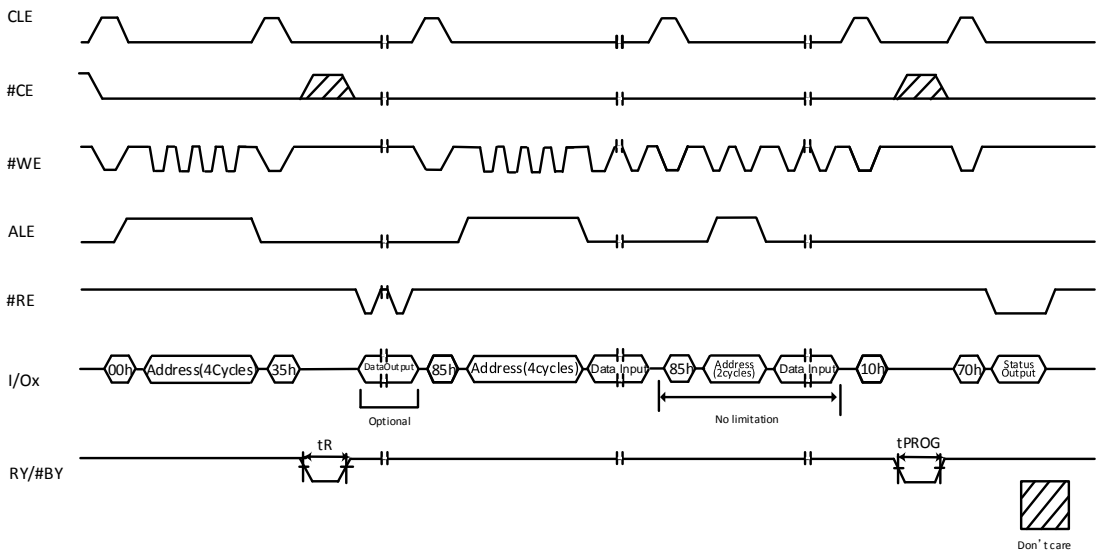 CLE
#CE
#WE
ALE
#RE
I/Ox
00h
Address(4Cycles)
35h
DataOutput
85h
Address(4cycles)
Data Input
85h
Address
(2cycles)
Data Input
10h
70h
Status
Output
Optional
No limitation
tR
tPROG
RY/#BY
Don't care